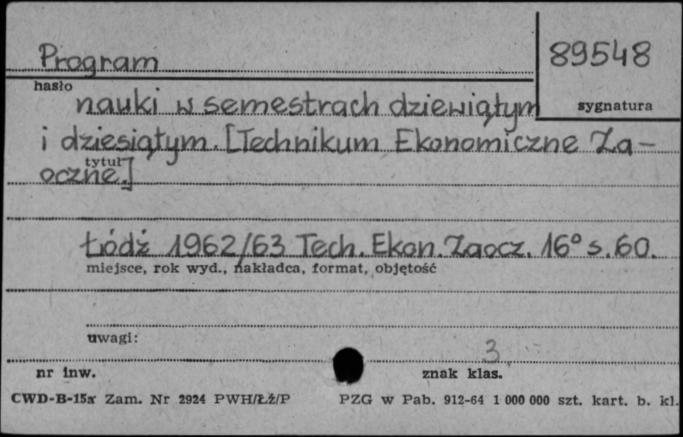 Program
89548
hasło
nauki w semestrach dziewiątym
sygnatura
i dziesiątym. [Technikum Ekonomiczne Za-
tytuł
oczne.]
Łódź 1962/63 Tech. Ekon. Zaocz. 16° s. 60.
miejsce, rok wyd., nakładca, format, objętość
uwagi:
3
nr inw.
znak klas.
CWD-B-15a Zam. Nr 2924 PWH/Łż/P PZG w Pab. 912-64 1 000 000 szt. kart. b. kl.